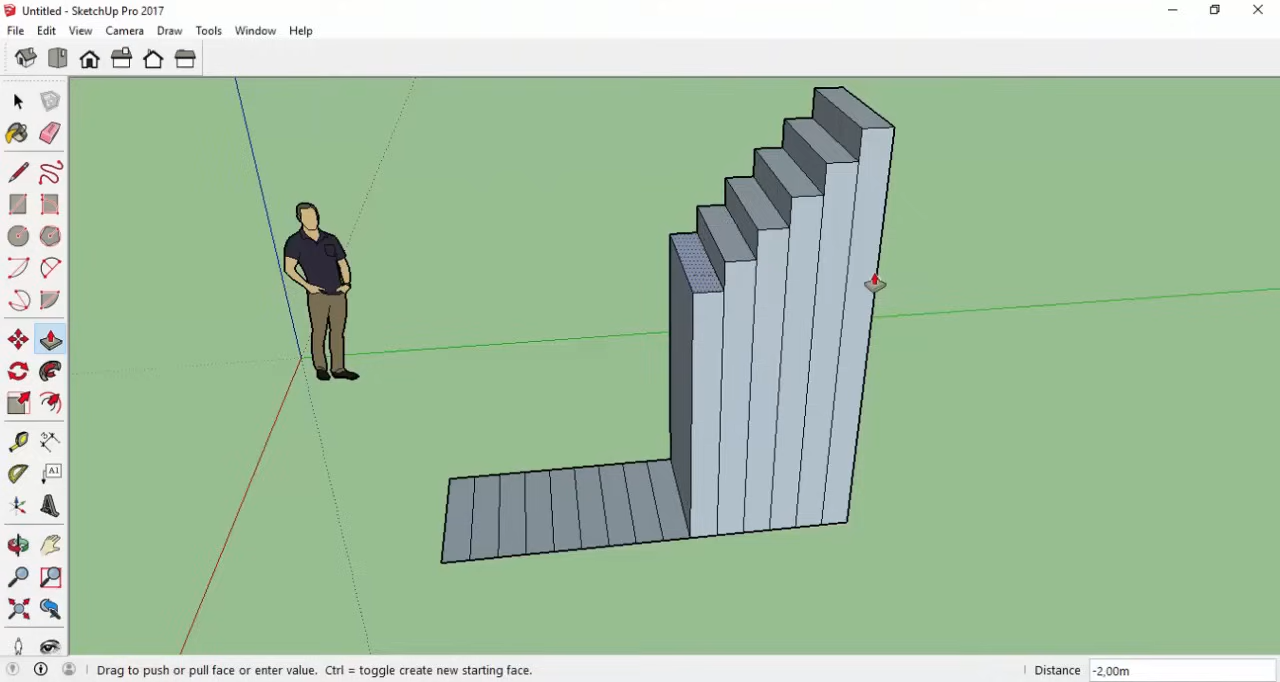 Untitled - SketchUp Pro 2017
File Edit View Camera Draw Tools Window Help
A1
Drag to push or pull face or enter value. Ctrl = toggle create new starting face. Distance -2,00m